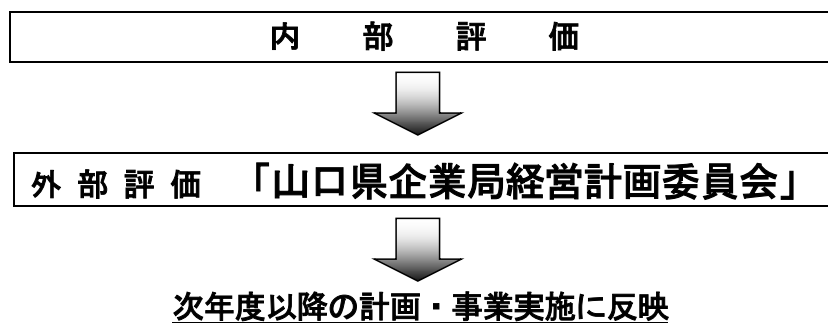 内 部 評 価
外 部 評 価 「山口県企業局経営計画委員会」
次年度以降の計画・事業実施に反映